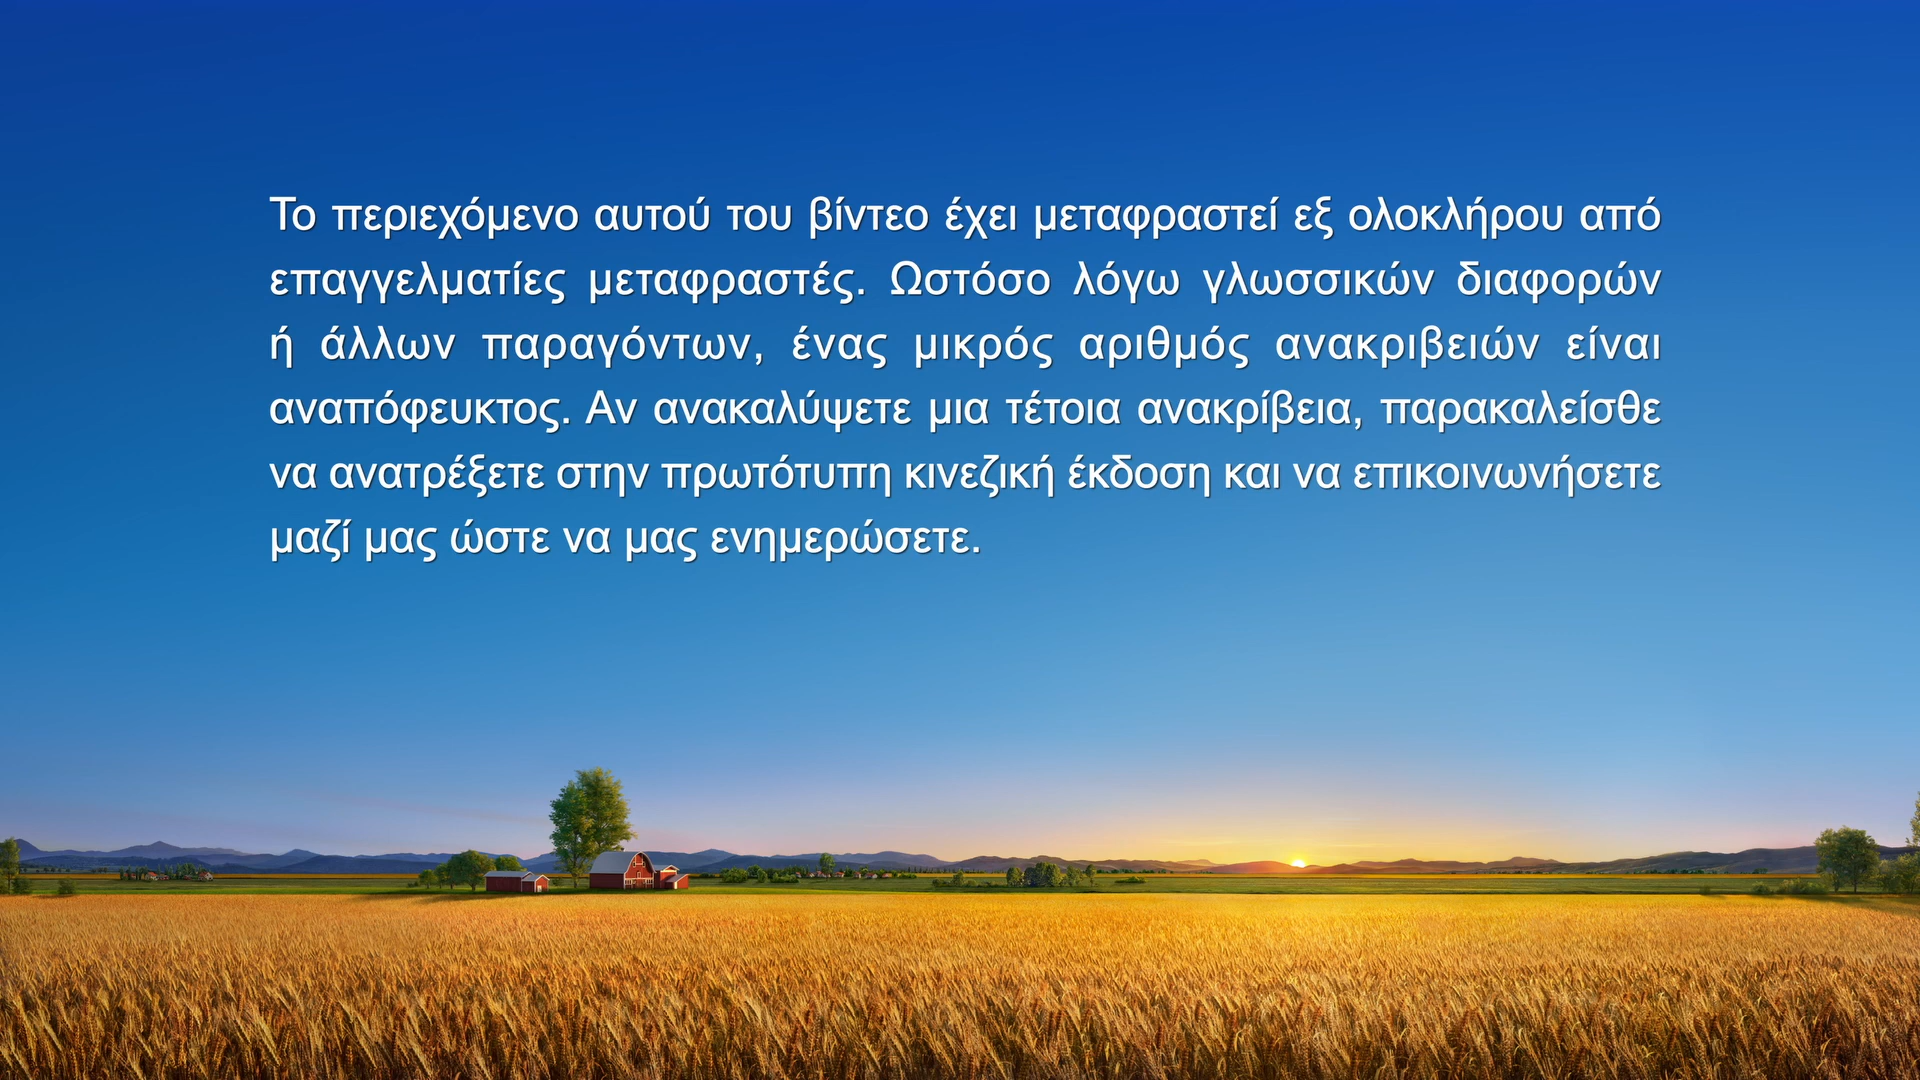 Το περιεχόμενο αυτού του βίντεο έχει μεταφραστεί εξ ολοκλήρου από
επαγγελματίες μεταφραστές. Ωστόσο λόγω γλωσσικών διαφορών
ή άλλων παραγόντων, ένας μικρός αριθμός ανακριβειών είναι
αναπόφευκτος. Αν ανακαλύψετε μια τέτοια ανακρίβεια, παρακαλείσθε
να ανατρέξετε στην πρωτότυπη κινεζική έκδοση και να επικοινωνήσετε
μαζί μας ώστε να μας ενημερώσετε.